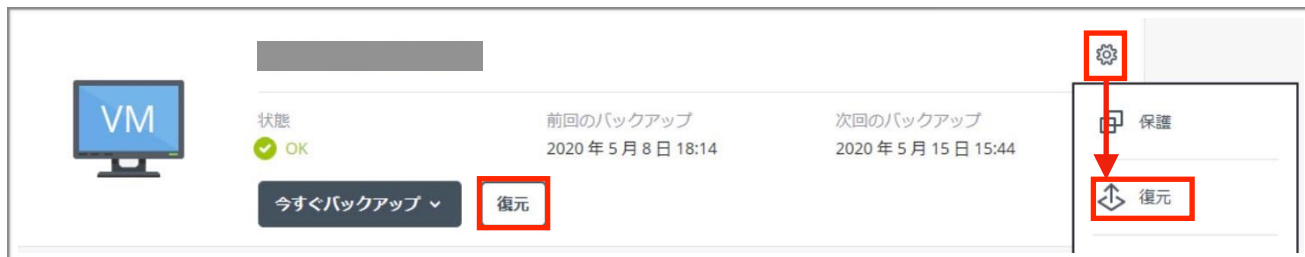 VM
状態
OK
前回のバックアップ
2020 年 5 月 8 日 18:14
次回のバックアップ
2020 年 5 月 15 日 15:44
今すぐバックアップ
復元
保護
復元